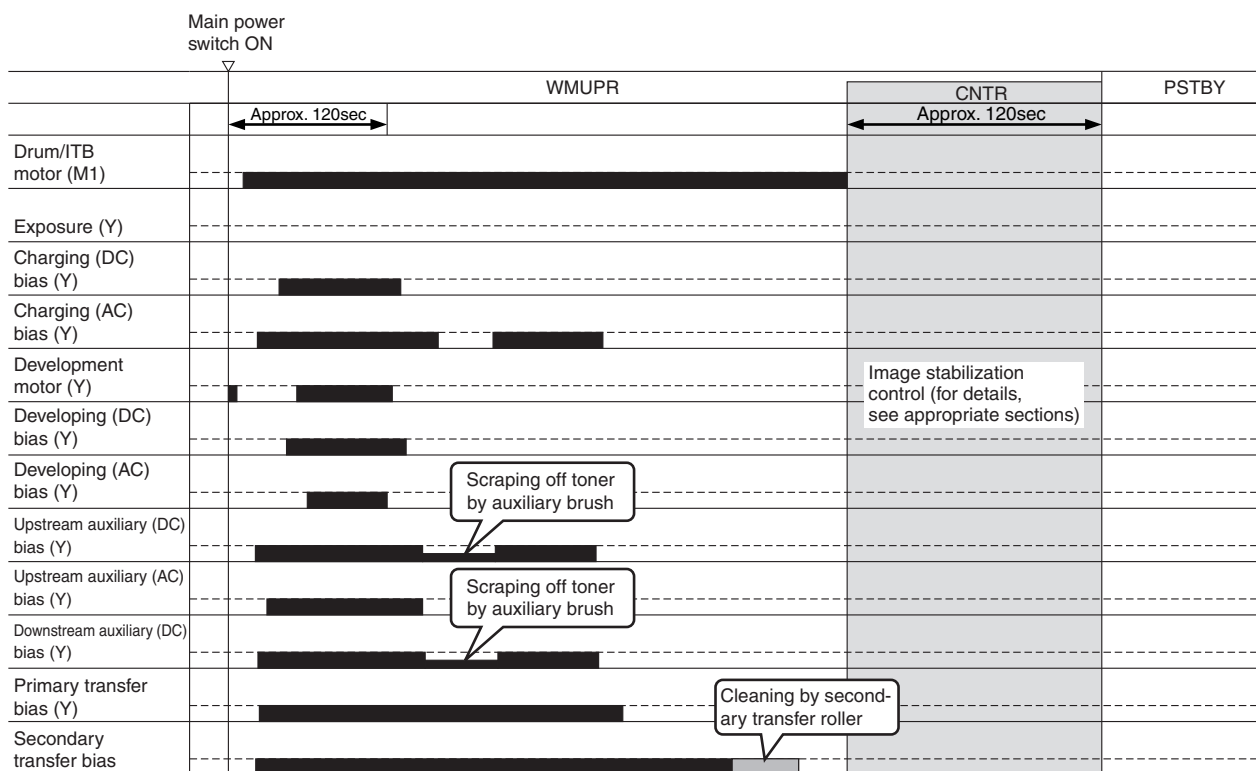 Main power
switch ON
WMUPR
CNTR
PSTBY
Approx. 120sec
Approx. 120sec
Drum/ITB
motor (M1)
Exposure (Y)
Charging (DC)
bias (Y)
Charging (AC)
bias (Y)
Development
motor (Y)
Image stabilization
control (for details,
see appropriate sections)
Developing (DC)
bias (Y)
Developing (AC)
bias (Y)
Scraping off toner
by auxiliary brush
Upstream auxiliary (DC)
bias (Y)
Upstream auxiliary (AC)
bias (Y)
Scraping off toner
by auxiliary brush
Downstream auxiliary (DC)
bias (Y)
Primary transfer
bias (Y)
Cleaning by second-
ary transfer roller
Secondary
transfer bias